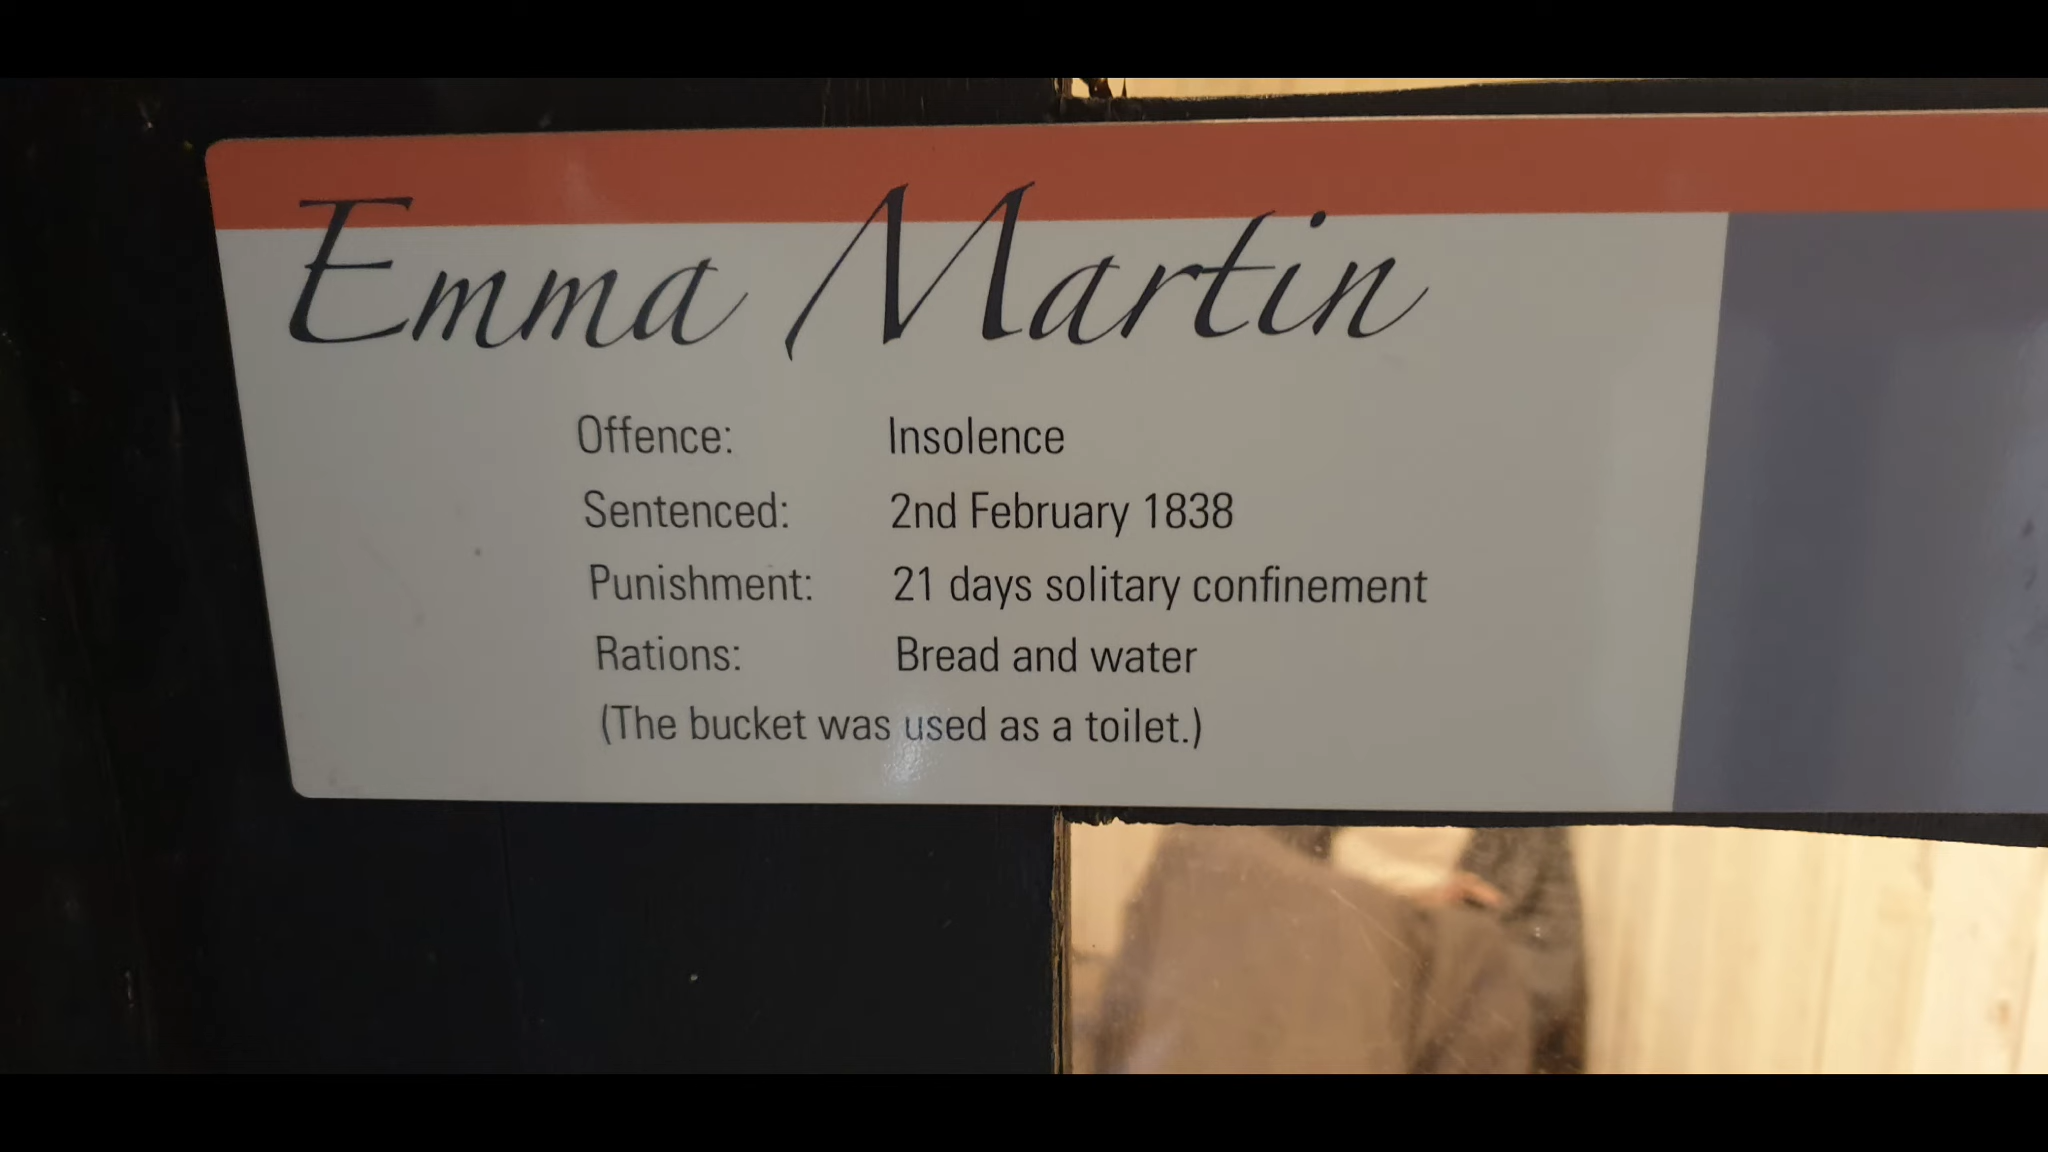 Emma Martin
Offence: Insolence
Sentenced: 2nd February 1838
Punishment: 21 days solitary confinement
Rations: Bread and water
(The bucket was used as a toilet.)